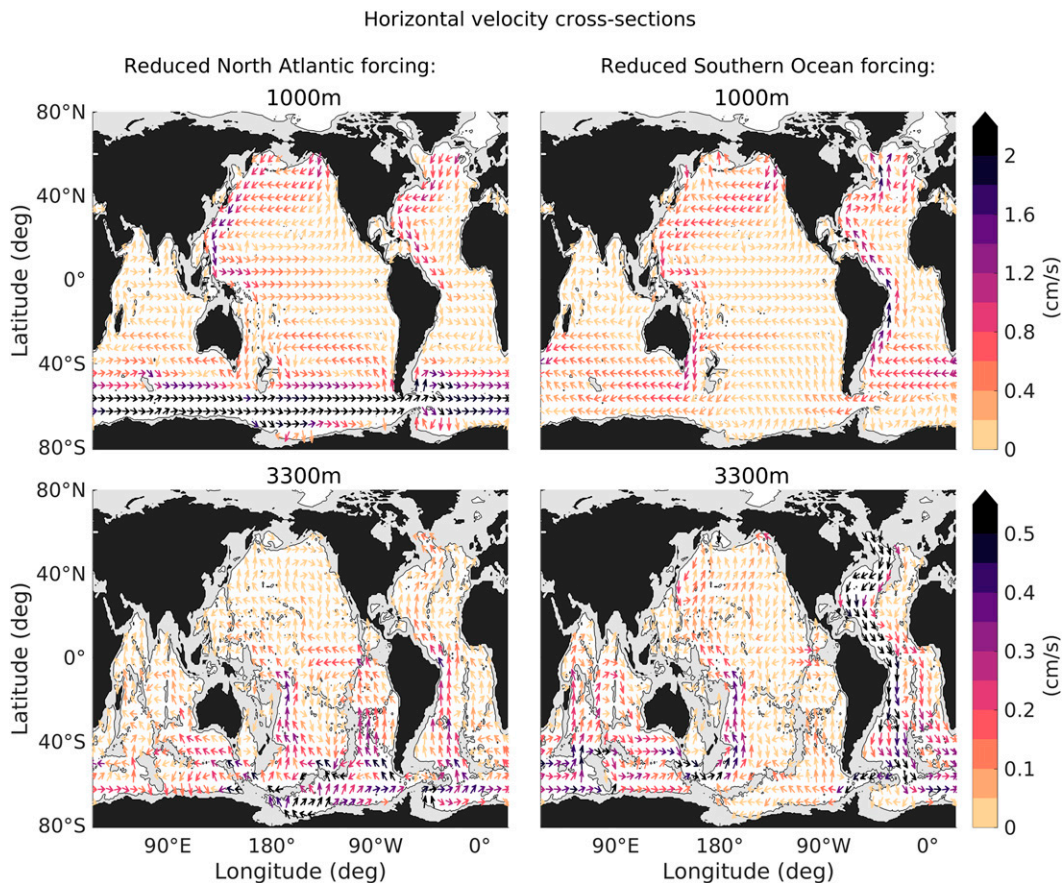 Horizontal velocity cross-sections
Reduced North Atlantic forcing:
Reduced Southern Ocean forcing:
1000m
1000m
80°N
40°N
0°
40°S
80°S
Latitude (deg)
2
1.6
1.2
0.8
0.4
0
(cm/s)
3300m
3300m
80°N
40°N
0°
40°S
80°S
Latitude (deg)
0.5
0.4
0.3
0.2
0.1
0
(cm/s)
90°E
180°
90°W
0°
90°E
180°
90°W
0°
Longitude (deg)
Longitude (deg)